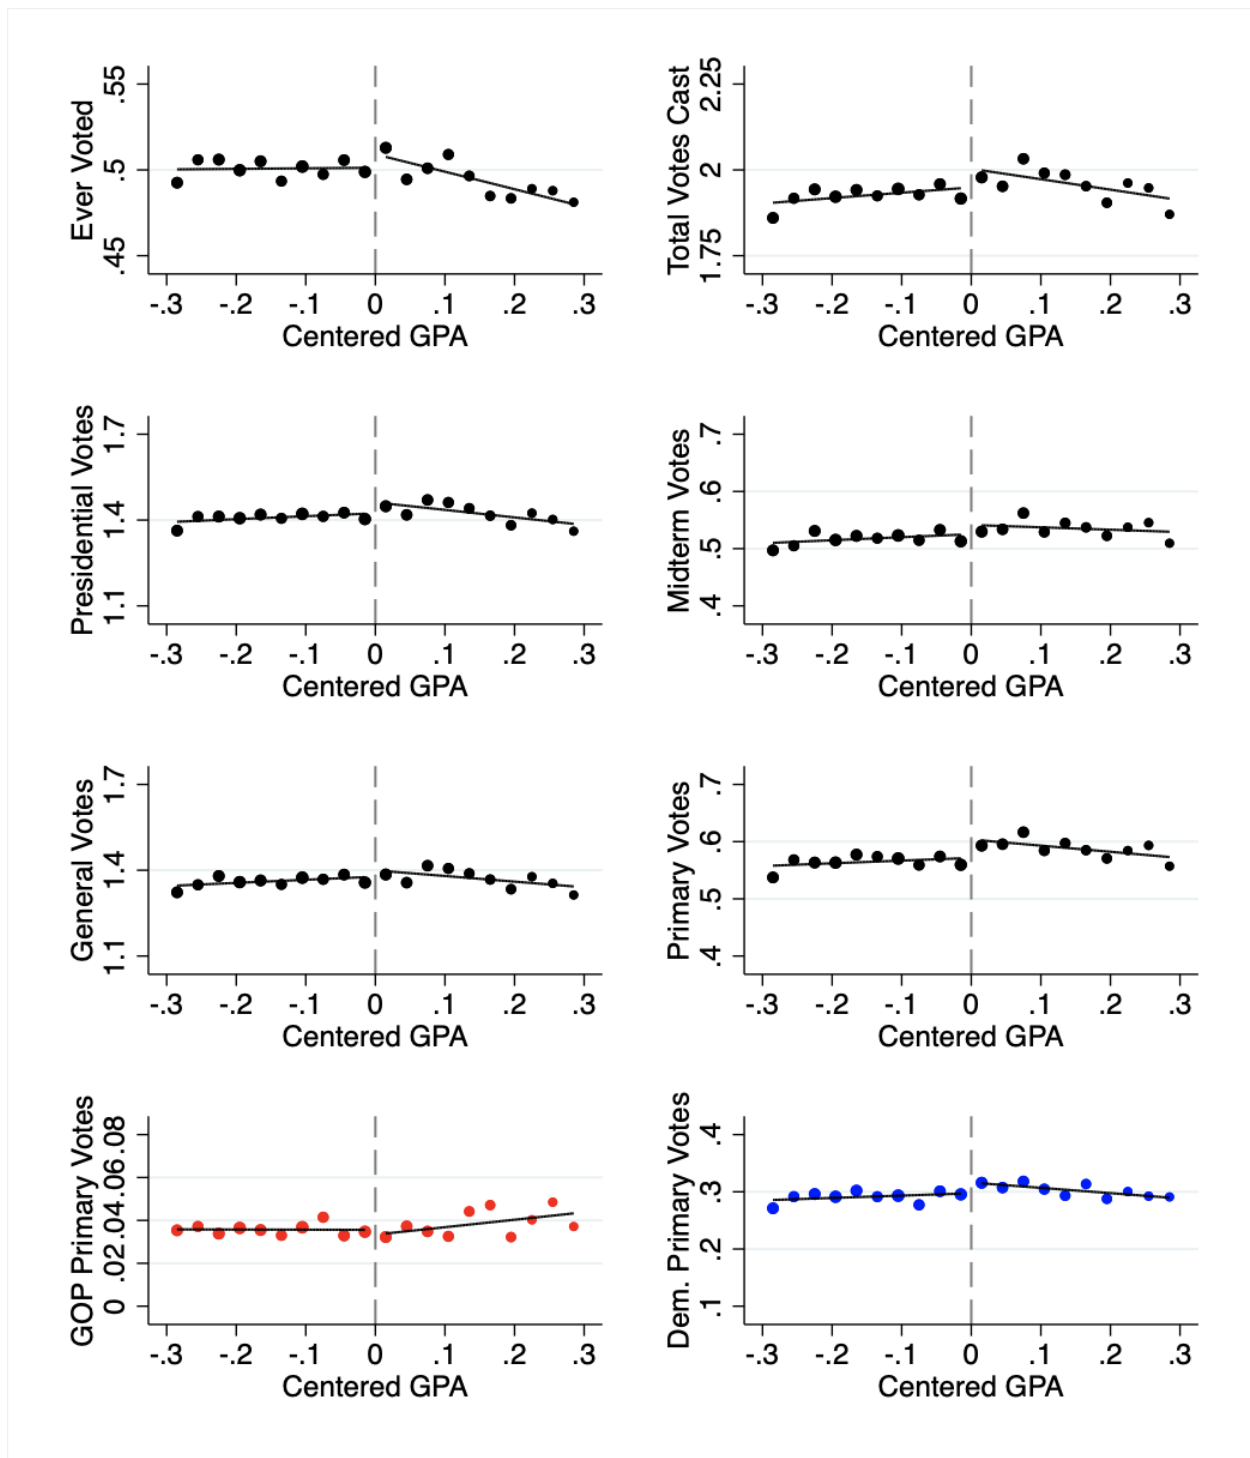 Ever Voted
.45 .5 .55
-.3 -.2 -.1 0 .1 .2 .3
Centered GPA
Total Votes Cast
1.75 2 2.25
-.3 -.2 -.1 0 .1 .2 .3
Centered GPA
Presidential Votes
1.1 1.4 1.7
-.3 -.2 -.1 0 .1 .2 .3
Centered GPA
Midterm Votes
.4 .5 .6 .7
-.3 -.2 -.1 0 .1 .2 .3
Centered GPA
General Votes
1.1 1.4 1.7
-.3 -.2 -.1 0 .1 .2 .3
Centered GPA
Primary Votes
.4 .5 .6 .7
-.3 -.2 -.1 0 .1 .2 .3
Centered GPA
GOP Primary Votes
0 .02 .04 .06 .08
-.3 -.2 -.1 0 .1 .2 .3
Centered GPA
Dem. Primary Votes
.1 .2 .3 .4
-.3 -.2 -.1 0 .1 .2 .3
Centered GPA